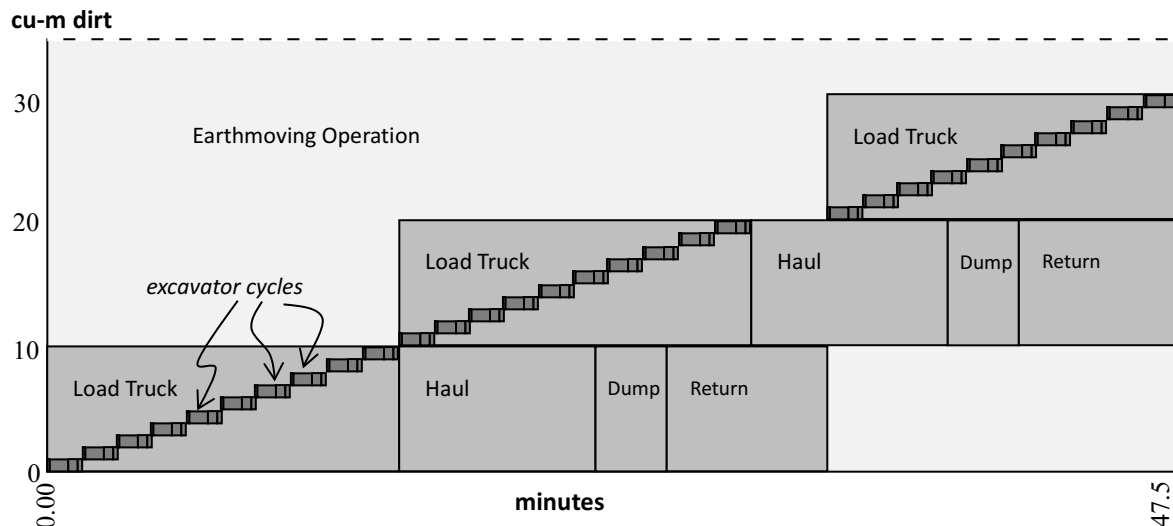 cu-m dirt
30
Earthmoving Operation
Load Truck
20
Load Truck
Haul
Dump
Return
excavator cycles
10
Load Truck
Haul
Dump
Return
0
0.00
minutes
47.5